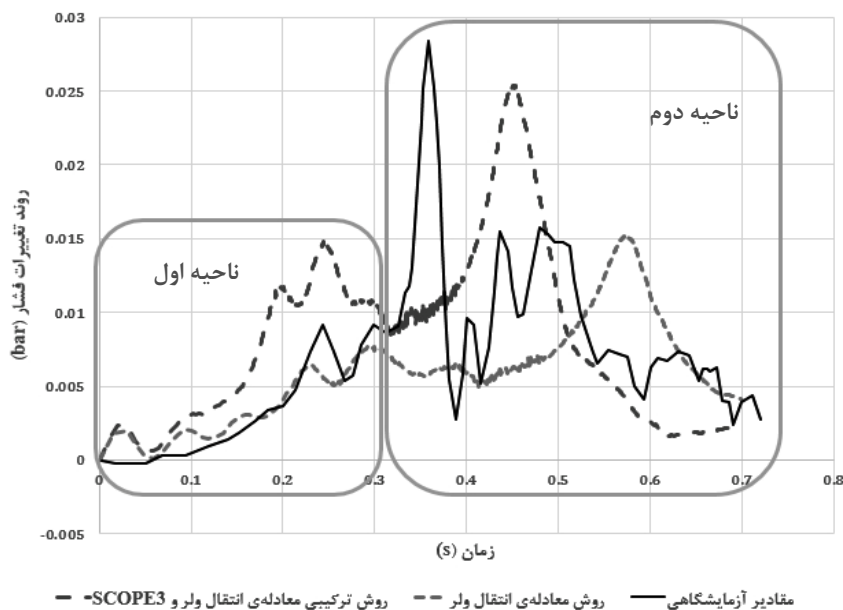 0.03
0.025
0.02
0.015
0.01
0.005
0
-0.005
روند تغییرات فشار (bar)
ناحیه اول
ناحیه دوم
0 0.1 0.2 0.3 0.4 0.5 0.6 0.7 0.8
زمان (s)
مقادیر آزمایشگاهی روش معادله‌ی انتقال ولر روش ترکیبی معادله‌ی انتقال ولر و SCOPE3